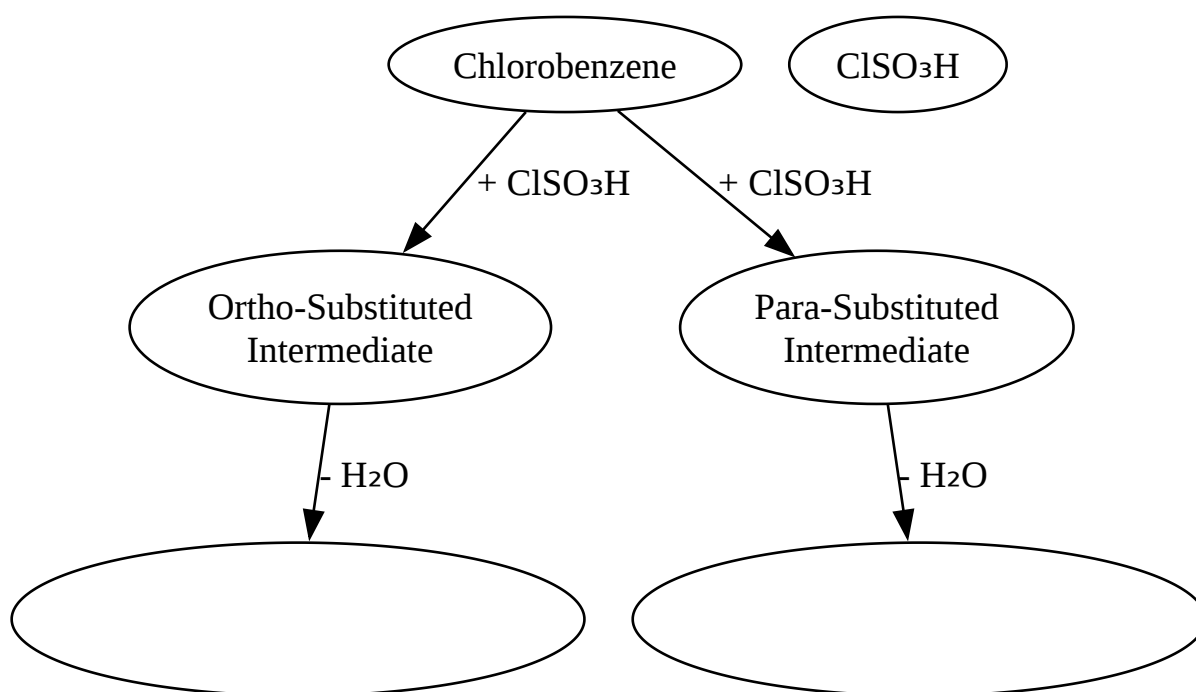 Chlorobenzene
ClSO₃H
+ ClSO₃H
+ ClSO₃H
Ortho-Substituted
Intermediate
Para-Substituted
Intermediate
- H₂O
- H₂O